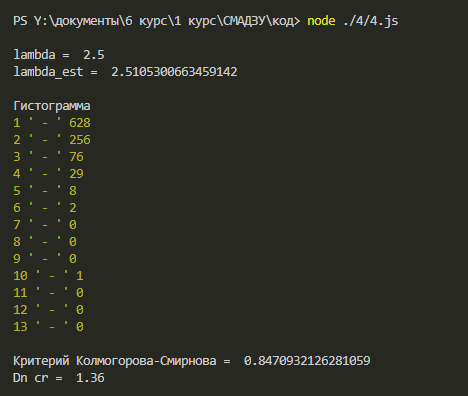 PS Y:\документы\6 курс\1 курс\СМАДЗУ\код> node ./4/4.js
lambda =  2.5
lambda_est =  2.5105300663459142
Гистограмма
1 ' - ' 628
2 ' - ' 256
3 ' - ' 76
4 ' - ' 29
5 ' - ' 8
6 ' - ' 2
7 ' - ' 0
8 ' - ' 0
9 ' - ' 0
10 ' - ' 1
11 ' - ' 0
12 ' - ' 0
13 ' - ' 0
Критерий Колмогорова-Смирнова =  0.8470932126281059
Dn cr =  1.36